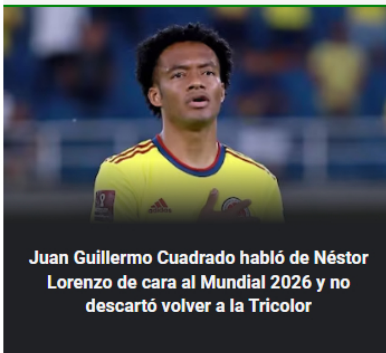 Juan Guillermo Cuadrado habló de Néstor
Lorenzo de cara al Mundial 2026 y no
descartó volver a la Tricolor